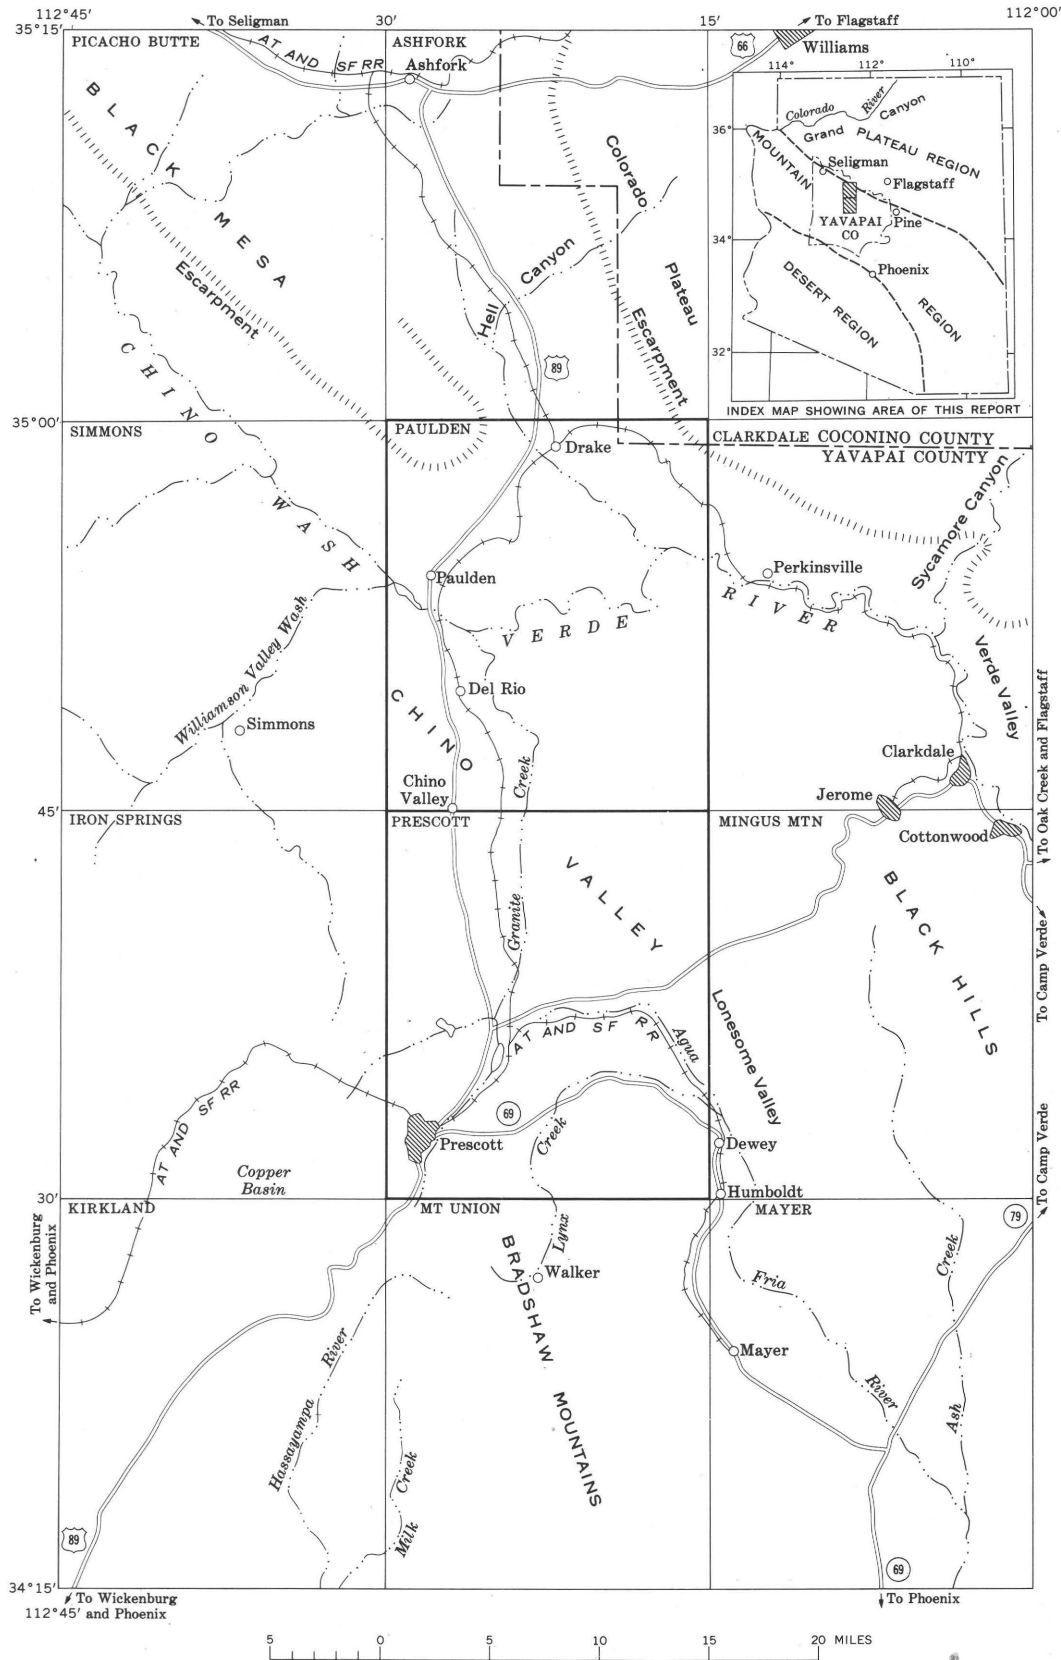 112°45'
To Seligman
30'
15'
To Flagstaff
112°00'
35°15'
PICACHO BUTTE
AT AND SF RR
ASHFORK
Ashfork
66
Williams
BLACK MESA
Escarpment
Colorado
Plateau
Escarpment
Canyon
Hell
89
CHINO
WASH
114°
112°
110°
36°
34°
32°
Colorado
River
Grand
Canyon
PLATEAU REGION
MOUNTAIN
Seligman
Flagstaff
YAVAPAI
CO
Pine
Phoenix
DESERT REGION
REGION
INDEX MAP SHOWING AREA OF THIS REPORT
35°00'
SIMMONS
PAULDEN
Drake
CLARKDALE
COCONINO COUNTY
YAVAPAI COUNTY
Sycamore Canyon
Perkinsville
Paulden
VERDE
RIVER
Williamson Valley Wash
Simmons
Del Rio
CHINO
Verde Valley
Clarkdale
Chino
Valley
Creek
Jerome
Cottonwood
To Oak Creek and Flagstaff
45'
IRON SPRINGS
PRESCOTT
MINGUS MTN
VALLEY
Granite
BLACK HILLS
To Camp Verde
Lonesome Valley
AT AND SF RR
Agua
AT AND SF RR
69
Creek
Prescott
Dewey
Copper
Basin
Humboldt
To Camp Verde
30'
KIRKLAND
MT UNION
MAYER
79
Lynx
Creek
To Wickenburg
and Phoenix
BRADSHAW
Walker
Fria
River
Mayer
River
Hassayampa
MOUNTAINS
Ash
Creek
Milk
89
69
34°15'
To Wickenburg
and Phoenix
112°45'
To Phoenix
5
0
5
10
15
20 MILES